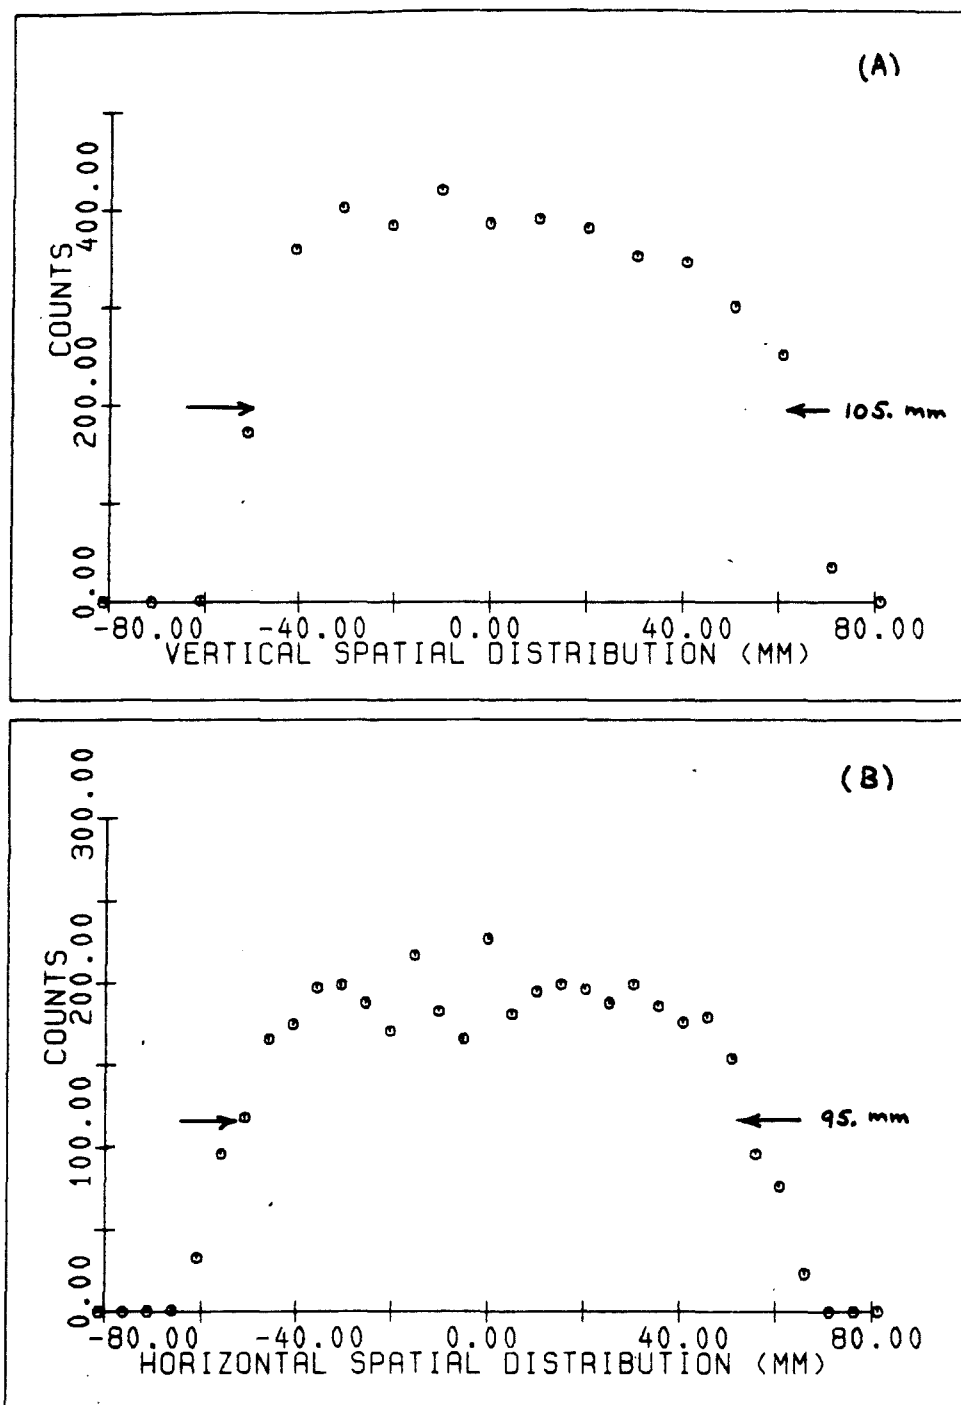 (A)
400.00
200.00
0.00
COUNTS
105. mm
-80.00 -40.00 0.00 40.00 80.00
VERTICAL SPATIAL DISTRIBUTION (MM)
(B)
300.00
200.00
100.00
0.00
COUNTS
95. mm
-80.00 -40.00 0.00 40.00 80.00
HORIZONTAL SPATIAL DISTRIBUTION (MM)